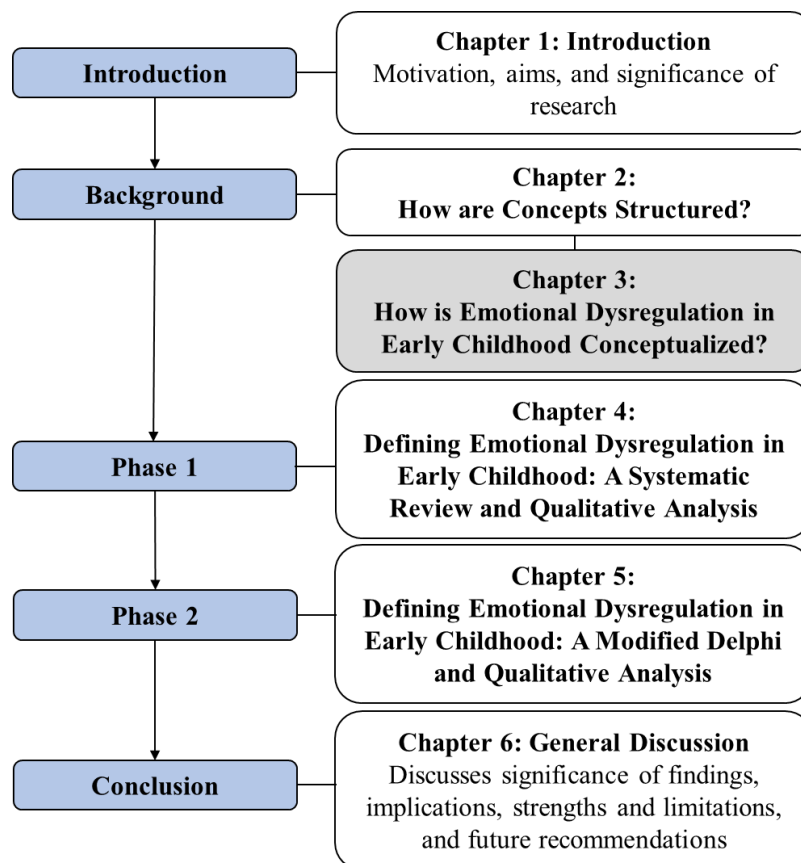 Introduction
Chapter 1: Introduction
Motivation, aims, and significance of
research
Background
Chapter 2:
How are Concepts Structured?
Chapter 3:
How is Emotional Dysregulation in
Early Childhood Conceptualized?
Phase 1
Chapter 4:
Defining Emotional Dysregulation in
Early Childhood: A Systematic
Review and Qualitative Analysis
Phase 2
Chapter 5:
Defining Emotional Dysregulation in
Early Childhood: A Modified Delphi
and Qualitative Analysis
Conclusion
Chapter 6: General Discussion
Discusses significance of findings,
implications, strengths and limitations,
and future recommendations